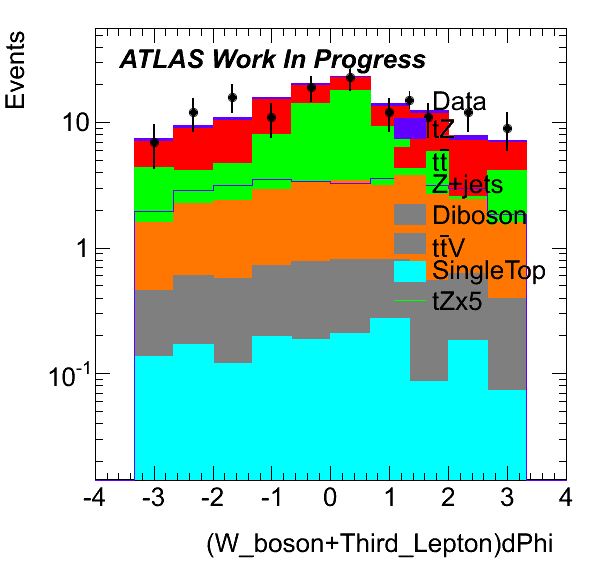 Events
ATLAS Work In Progress
Data
tZ
tt̄
Z+jets
Diboson
tt̄V
SingleTop
tZx5
10
1
10⁻¹
-4 -3 -2 -1 0 1 2 3 4
(W_boson+Third_Lepton)dPhi